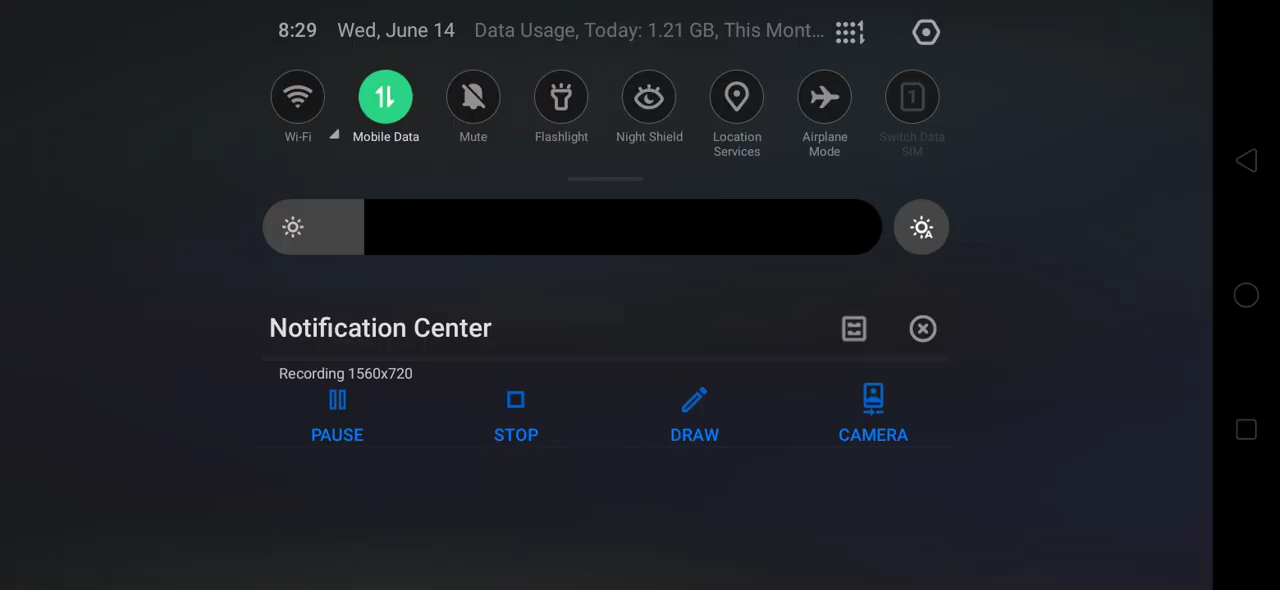 8:29 Wed, June 14 Data Usage, Today: 1.21 GB, This Mont...
Wi-Fi Mobile Data Mute Flashlight Night Shield Location Services Airplane Mode Switch Data SIM
Notification Center
Recording 1560x720
PAUSE STOP DRAW CAMERA